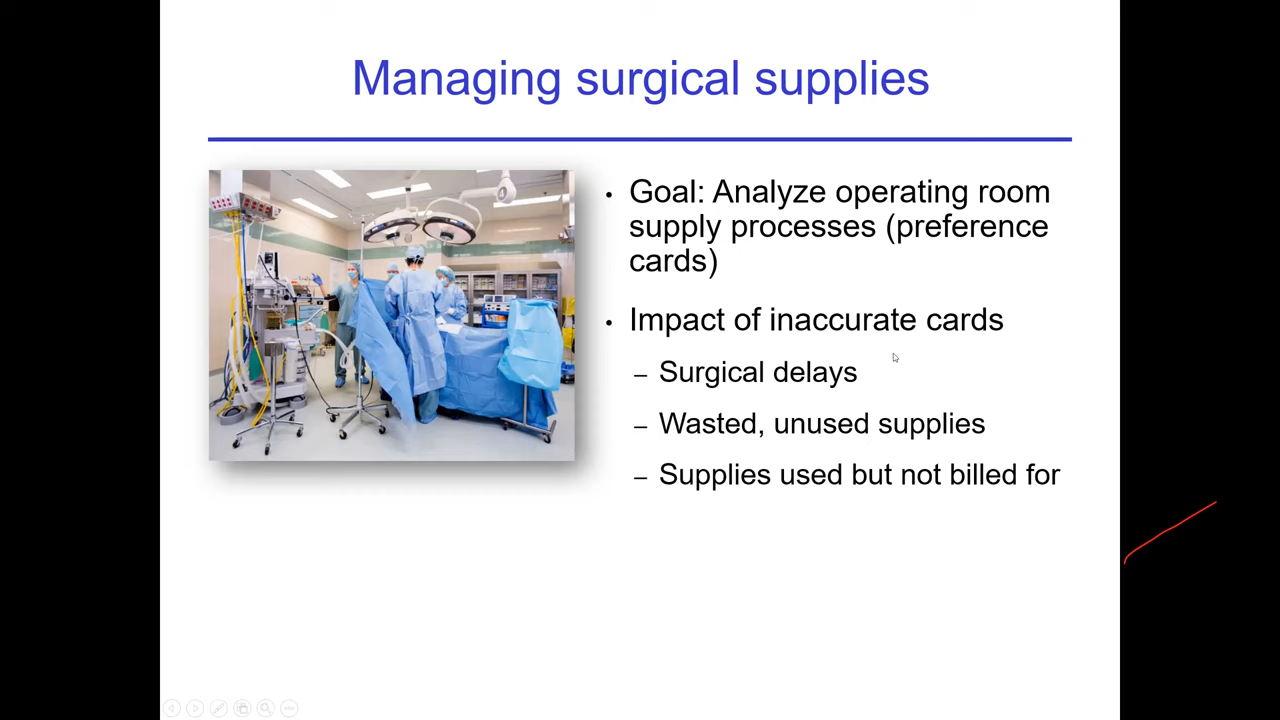 Managing surgical supplies
• Goal: Analyze operating room
supply processes (preference
cards)
• Impact of inaccurate cards
– Surgical delays
– Wasted, unused supplies
– Supplies used but not billed for